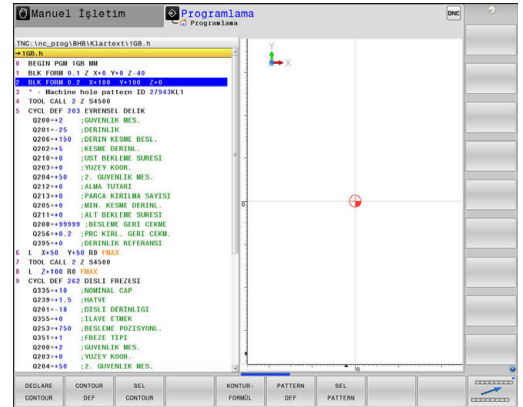 Manuel İşletim
Programlama
Programlama
DNC
TNC:\nc_prog\BHB\Klartext\1GB.h
→1GB.h
0 BEGIN PGM 1GB MM
1 BLK FORM 0.1 Z X+0 Y+0 Z-40
2 BLK FORM 0.2 X+100 Y+100 Z+0
3 * - Machine hole pattern ID 27943KL1
4 TOOL CALL 2 Z S4500
5 CYCL DEF 203 EVRENSEL DELIK
Q200=+2 ;GUVENLIK MES.
Q201=-25 ;DERINLIK
Q206=+150 ;DERIN KESME BESL.
Q202=+5 ;KESME DERINL.
Q210=+0 ;UST BEKLEME SURESI
Q203=+0 ;YUZEY KOOR.
Q204=+50 ;2. GUVENLIK MES.
Q212=+0 ;ALMA TUTARI
Q213=+0 ;PARCA KIRILMA SAYISI
Q205=+0 ;MIN. KESME DERINL.
Q211=+0 ;ALT BEKLEME SURESI
Q208=+99999 ;BESLEME GERI CEKME
Q256=+0.2 ;PRC KIRL. GERI CEKM.
Q395=+0 ;DERINLIK REFERANSI
6 L X+50 Y+50 R0 FMAX
7 TOOL CALL 2 Z S4500
8 L Z+100 R0 FMAX
9 CYCL DEF 262 DISLI FREZESI
Q335=+10 ;NOMINAL CAP
Q239=+1.5 ;HATVE
Q201=-18 ;DISLI DERINLIGI
Q355=+0 ;ILAVE ETMEK
Q253=+750 ;BESLEME POZISYONL.
Q351=+1 ;FREZE TIPI
Q200=+2 ;GUVENLIK MES.
Q203=+0 ;YUZEY KOOR.
Q204=+50 ;2. GUVENLIK MES.
Y
X
0
0
DECLARE CONTOUR
CONTOUR DEF
SEL CONTOUR
KONTUR-FORMÜL
PATTERN DEF
SEL PATTERN